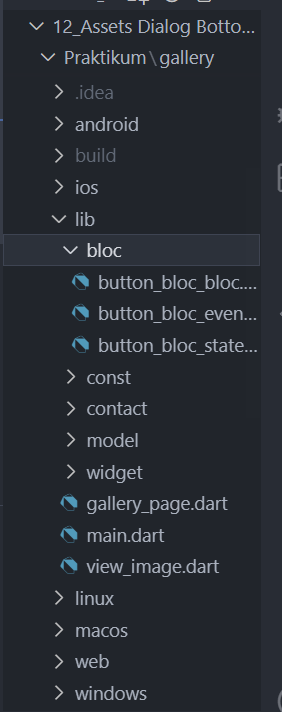 12_Assets Dialog Botto...
Praktikum\gallery
.idea
android
build
ios
lib
bloc
button_bloc_bloc....
button_bloc_even...
button_bloc_state...
const
contact
model
widget
gallery_page.dart
main.dart
view_image.dart
linux
macos
web
windows